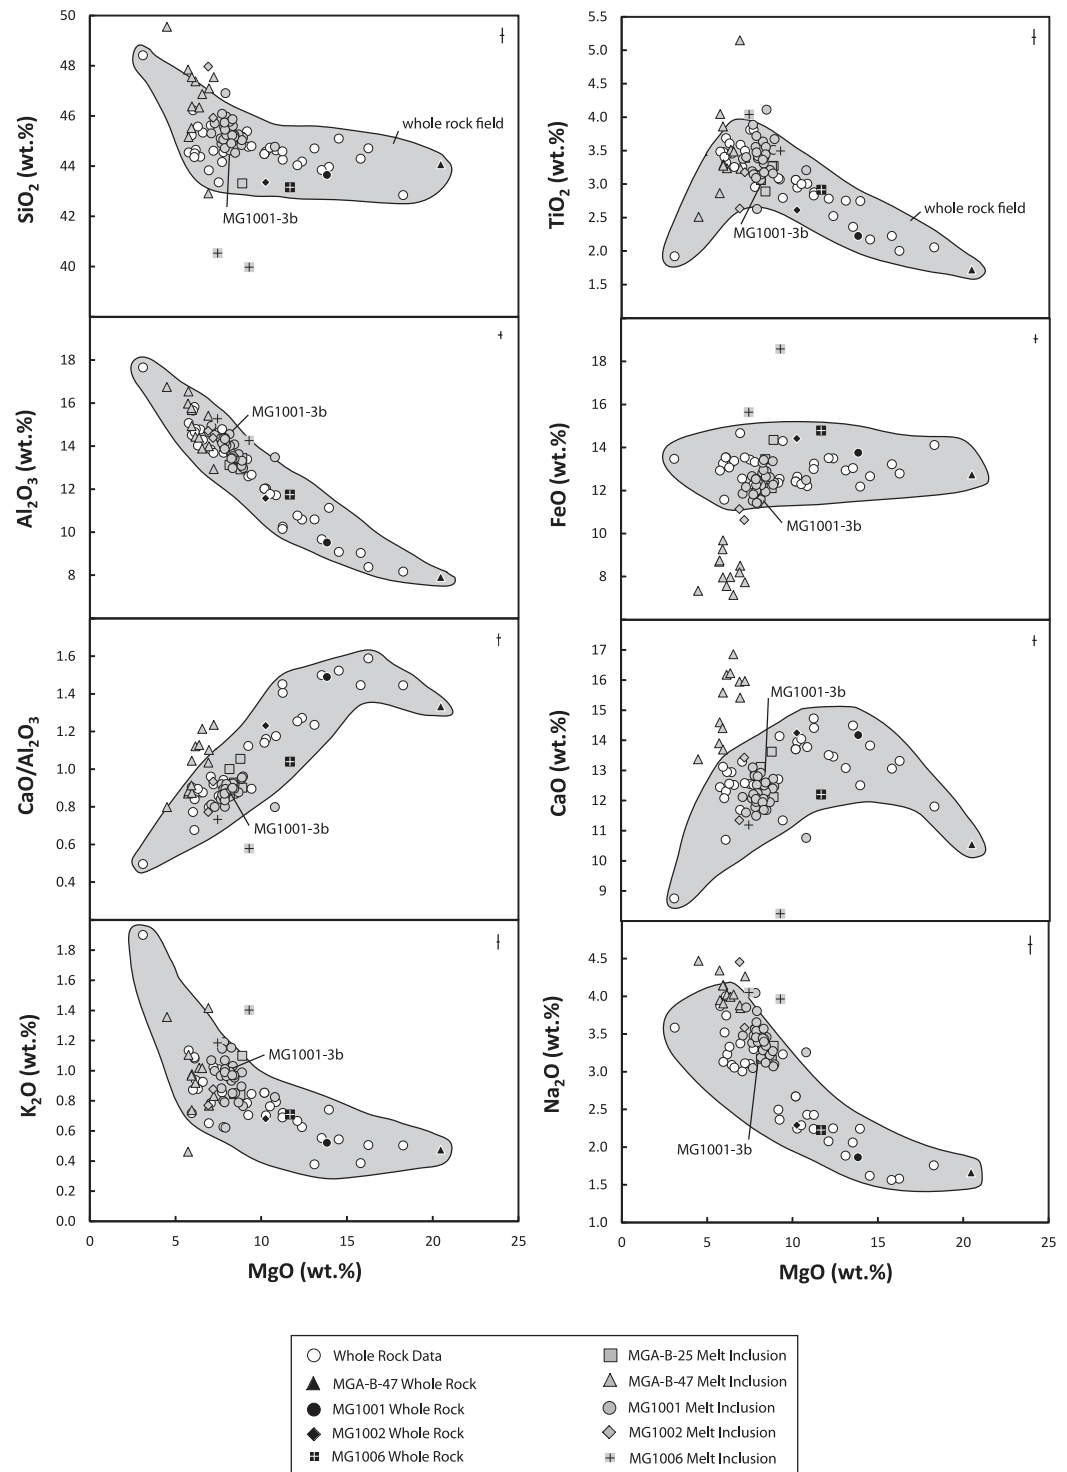 50
48
46
44
42
40
SiO₂ (wt.%)
whole rock field
MG1001-3b
5.5
5.0
4.5
4.0
3.5
3.0
2.5
2.0
1.5
TiO₂ (wt.%)
MG1001-3b
whole rock field
18
16
14
12
10
8
Al₂O₃ (wt.%)
MG1001-3b
18
16
14
12
10
8
FeO (wt.%)
MG1001-3b
1.6
1.4
1.2
1.0
0.8
0.6
0.4
CaO/Al₂O₃
MG1001-3b
17
16
15
14
13
12
11
10
9
CaO (wt.%)
MG1001-3b
1.8
1.6
1.4
1.2
1.0
0.8
0.6
0.4
0.2
0.0
K₂O (wt.%)
MG1001-3b
0 5 10 15 20 25
MgO (wt.%)
4.5
4.0
3.5
3.0
2.5
2.0
1.5
1.0
Na₂O (wt.%)
MG1001-3b
0 5 10 15 20 25
MgO (wt.%)
Whole Rock Data
MGA-B-47 Whole Rock
MG1001 Whole Rock
MG1002 Whole Rock
MG1006 Whole Rock
MGA-B-25 Melt Inclusion
MGA-B-47 Melt Inclusion
MG1001 Melt Inclusion
MG1002 Melt Inclusion
MG1006 Melt Inclusion